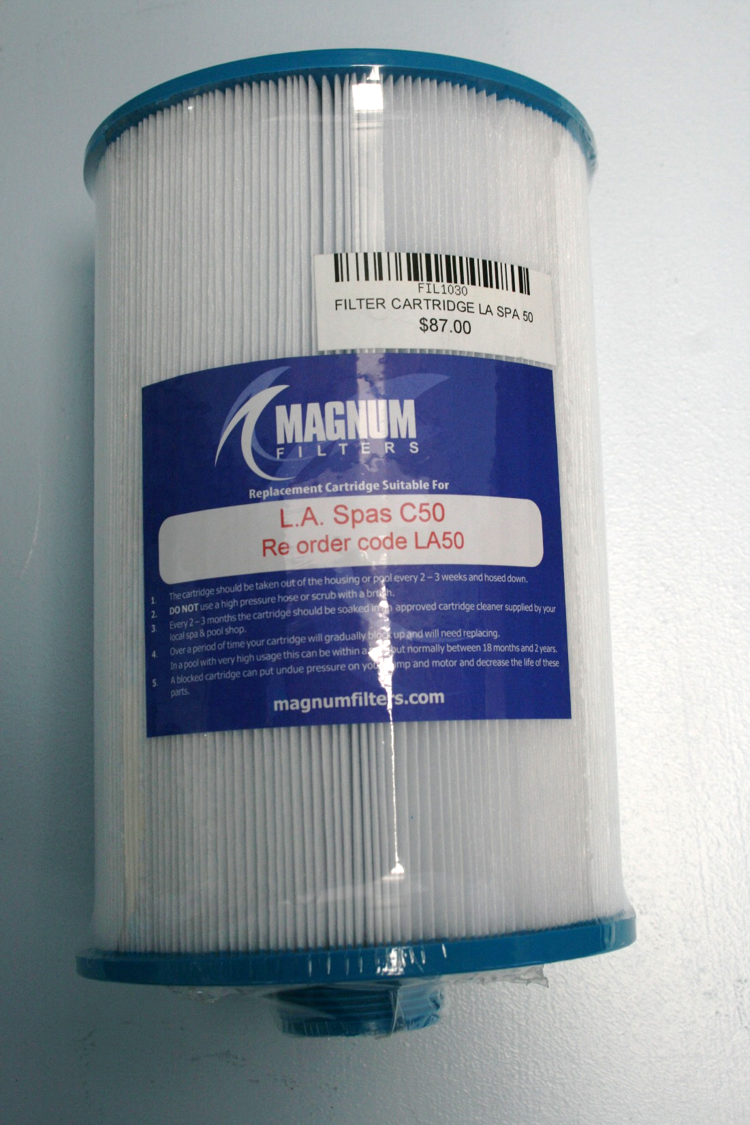 FIL1030
FILTER CARTRIDGE LA SPA 50
$87.00
MAGNUM
FILTERS
Replacement Cartridge Suitable For
L.A. Spas C50
Re order code LA50
1. The cartridge should be taken out of the housing or pool every 2 – 3 weeks and hosed down.
2. DO NOT use a high pressure hose or scrub with a brush.
3. Every 2 – 3 months the cartridge should be soaked in an approved cartridge cleaner supplied by your
local spa & pool shop.
4. Over a period of time your cartridge will gradually block up and will need replacing.
In a pool with very high usage this can be within a but normally between 18 months and 2 years.
5. A blocked cartridge can put undue pressure on your pump and motor and decrease the life of these
parts.
magnumfilters.com